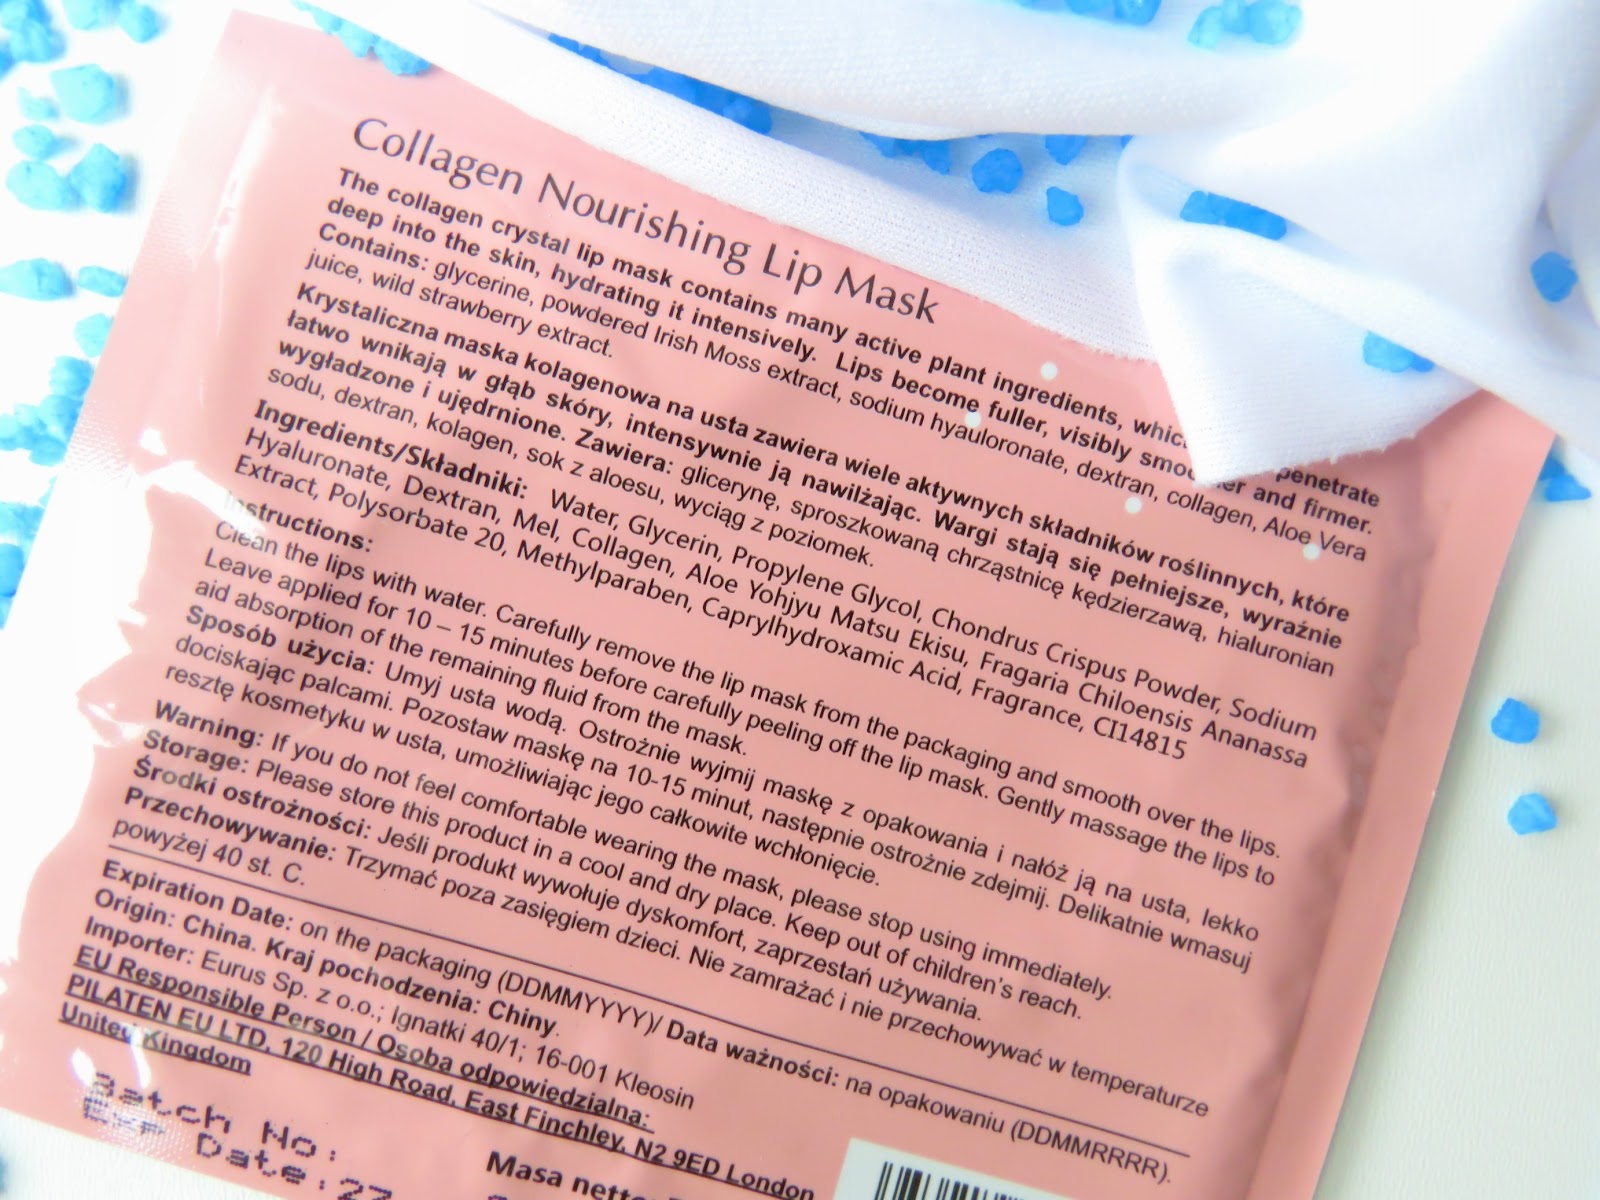 Collagen Nourishing Lip Mask
The collagen crystal lip mask contains many active plant ingredients, penetrate
deep into the skin, hydrating it intensively. Lips become fuller, visibly and firmer.
Contains: glycerine, powdered Irish Moss extract, sodium hyauloronate, dextran, collagen, Aloe Vera
juice, wild strawberry extract.
Krystaliczna maska kolagenowa na usta zawiera wiele aktywnych składników roślinnych, które
łatwo wnikają w głąb skóry, intensywnie ją nawilżając. Wargi stają się pełniejsze, wyraźnie
wygładzone i ujędrnione. Zawiera: glicerynę, sproszkowaną chrząstnicę kędzierzawą, hialuronian
sodu, dextran, kolagen, sok z aloesu, wyciąg z poziomek.
Ingredients/Składniki: Water, Glycerin, Propylene Glycol, Chondrus Crispus Powder, Sodium
Hyaluronate, Dextran, Mel, Collagen, Aloe Yohjyu Matsu Ekisu, Fragaria Chiloensis Ananassa
Extract, Polysorbate 20, Methylparaben, Caprylhydroxamic Acid, Fragrance, CI14815
Instructions:
Clean the lips with water. Carefully remove the lip mask from the packaging and smooth over the lips.
Leave applied for 10 – 15 minutes before carefully peeling off the lip mask. Gently massage the lips to
aid absorption of the remaining fluid from the mask.
Sposób użycia: Umyj usta wodą. Ostrożnie wyjmij maskę z opakowania i nałóż ją na usta, lekko
dociskając palcami. Pozostaw maskę na 10-15 minut, następnie ostrożnie zdejmij. Delikatnie wmasuj
resztę kosmetyku w usta, umożliwiając jego całkowite wchłonięcie.
Warning: If you do not feel comfortable wearing the mask, please stop using immediately.
Storage: Please store this product in a cool and dry place. Keep out of children's reach.
Środki ostrożności: Jeśli produkt wywołuje dyskomfort, zaprzestań używania.
Przechowywanie: Trzymać poza zasięgiem dzieci. Nie zamrażać i nie przechowywać w temperaturze
powyżej 40 st. C.
Expiration Date: on the packaging (DDMMYYYY)/ Data ważności: na opakowaniu (DDMMRRRR).
Origin: China. Kraj pochodzenia: Chiny.
Importer: Eurus Sp. z o.o.; Ignatki 40/1; 16-001 Kleosin
EU Responsible Person / Osoba odpowiedzialna:
PILATEN EU LTD, 120 High Road, East Finchley, N2 9ED London
United Kingdom
Batch No:
Exp Date:27
Masa netto